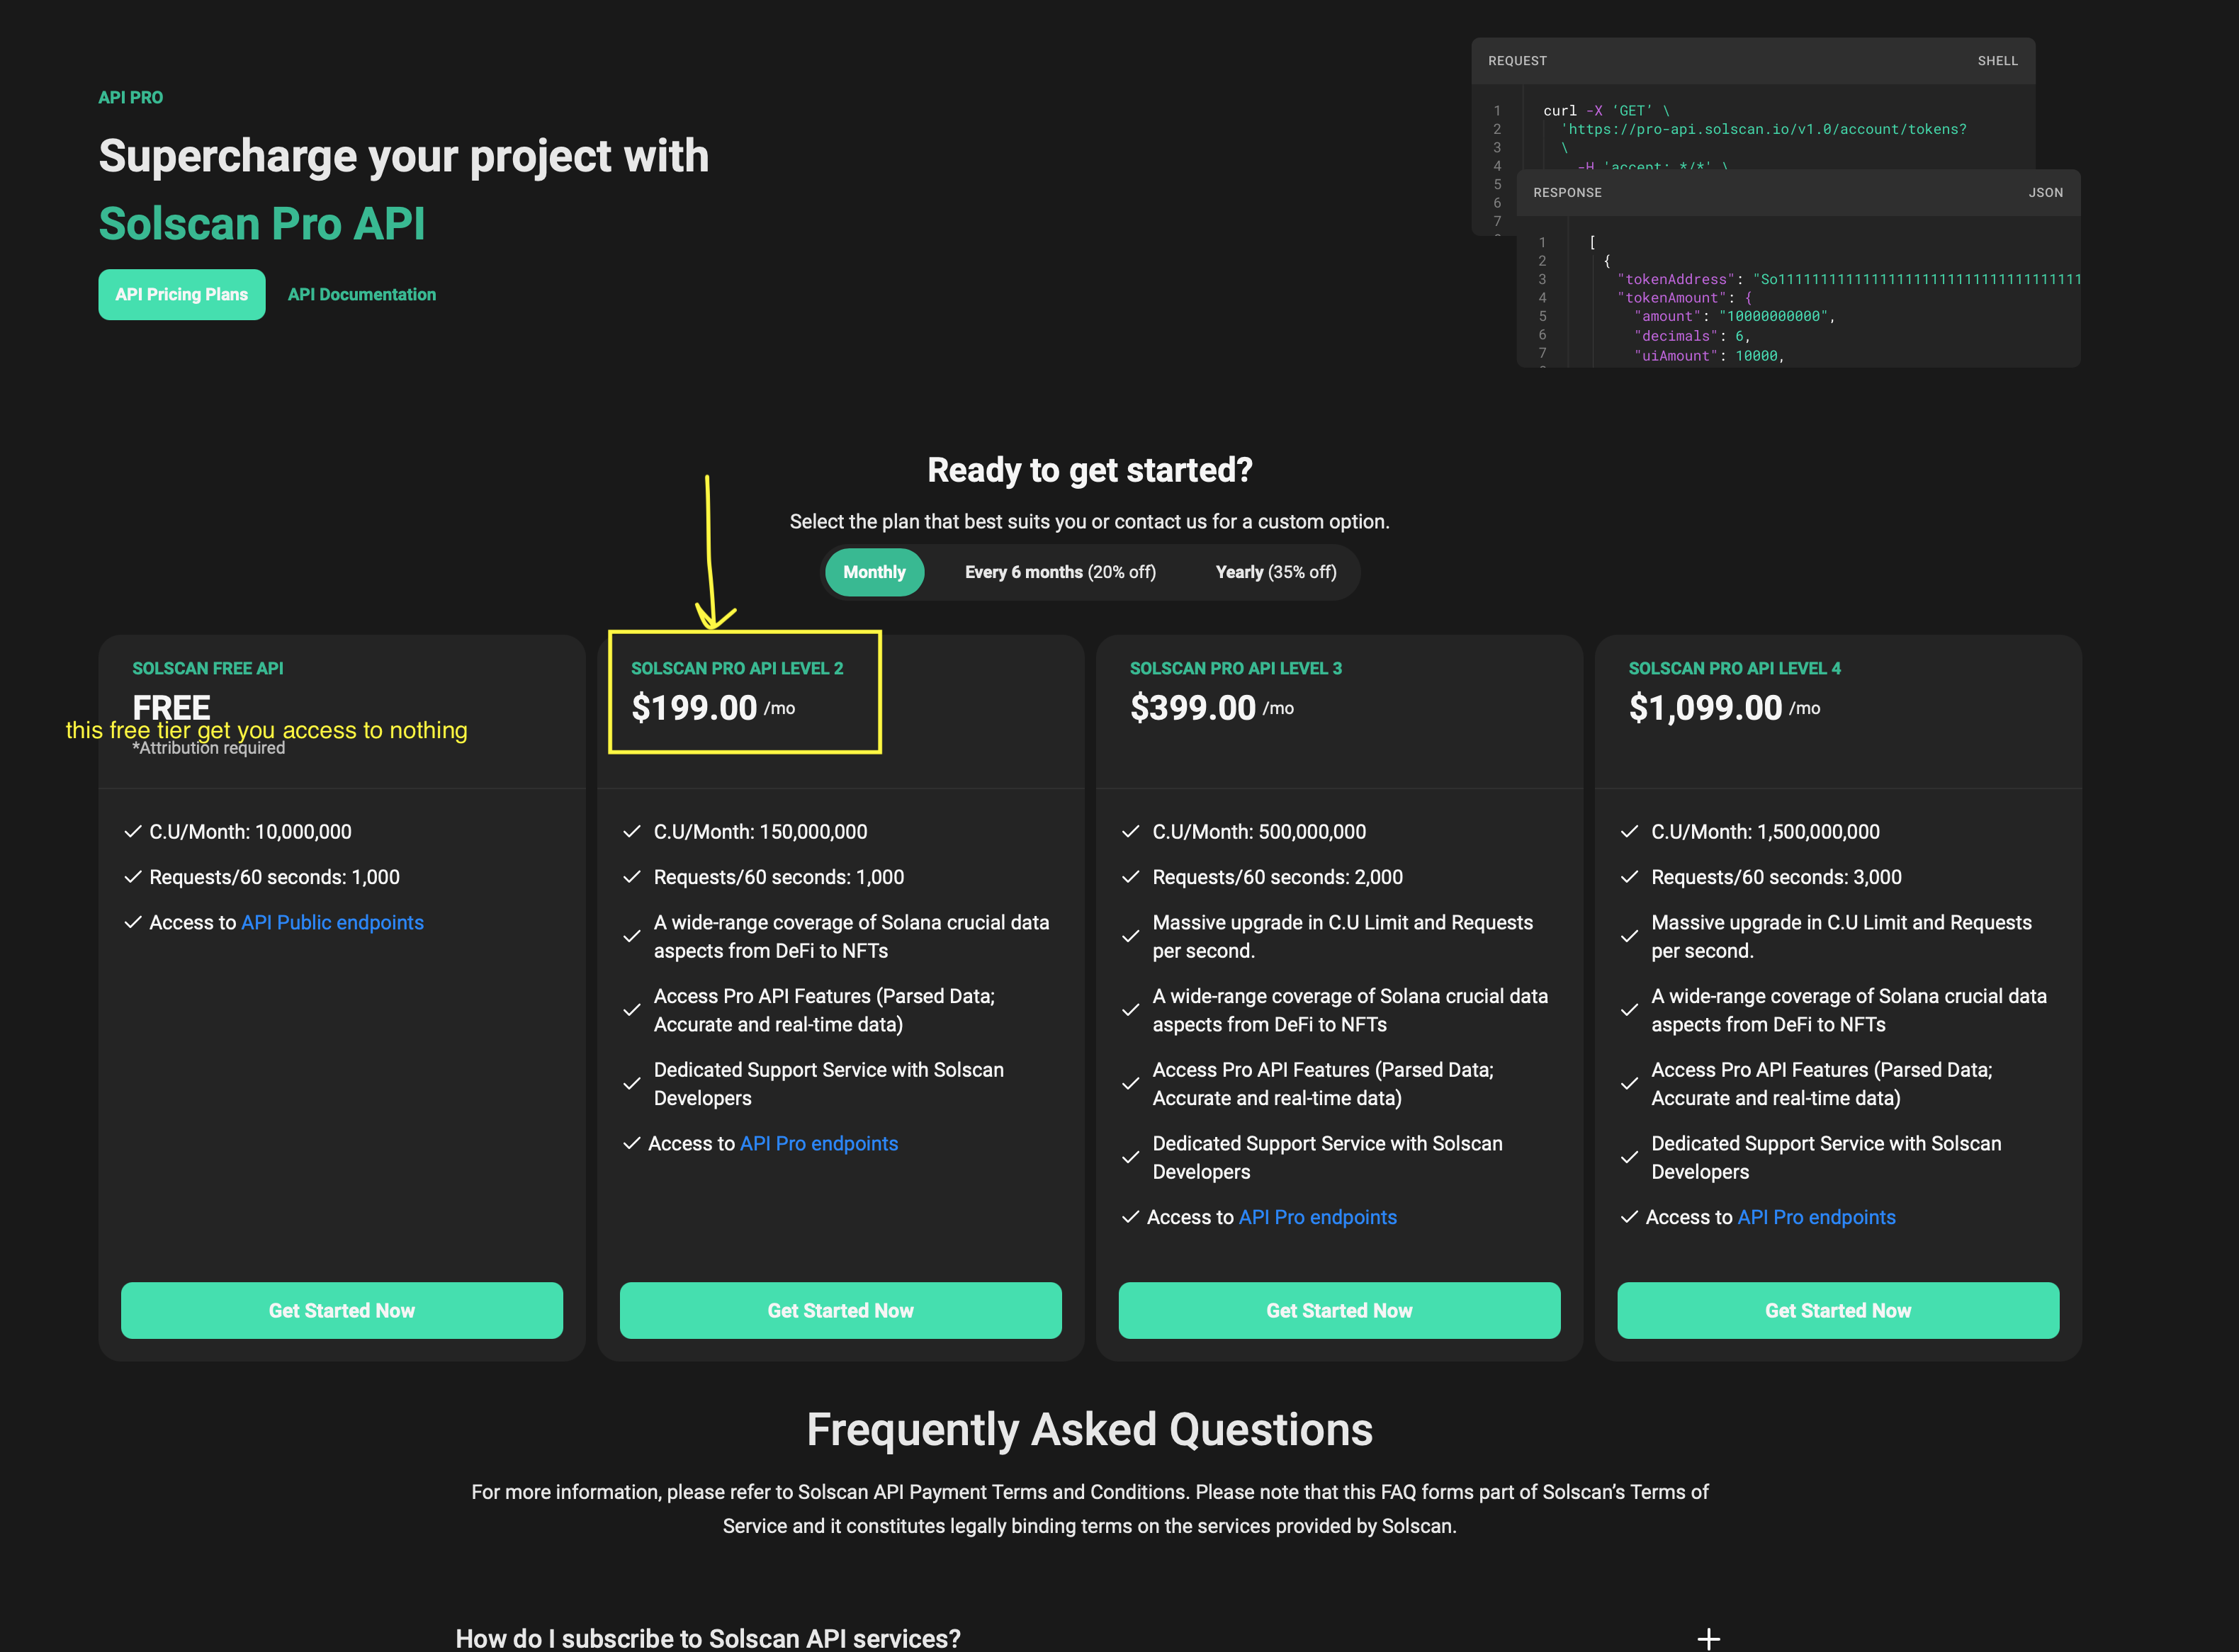 API PRO
Supercharge your project with
Solscan Pro API
API Pricing Plans
API Documentation
REQUEST
SHELL
1 curl -X ‘GET’ \
2 'https://pro-api.solscan.io/v1.0/account/tokens?
3 \
4 -H 'accept: */*' \
5
6
7
RESPONSE
JSON
1 [
2 {
3 "tokenAddress":
4 "tokenAmount": {
5 "amount": "10000000000",
6 "decimals": 6,
7 "uiAmount": 10000,
Ready to get started?
Select the plan that best suits you or contact us for a custom option.
Monthly
Every 6 months (20% off)
Yearly (35% off)
SOLSCAN FREE API
FREE
this free tier get you access to nothing
*Attribution required
C.U/Month: 10,000,000
Requests/60 seconds: 1,000
Access to API Public endpoints
Get Started Now
SOLSCAN PRO API LEVEL 2
$199.00 /mo
C.U/Month: 150,000,000
Requests/60 seconds: 1,000
A wide-range coverage of Solana crucial data
aspects from DeFi to NFTs
Access Pro API Features (Parsed Data;
Accurate and real-time data)
Dedicated Support Service with Solscan
Developers
Access to API Pro endpoints
Get Started Now
SOLSCAN PRO API LEVEL 3
$399.00 /mo
C.U/Month: 500,000,000
Requests/60 seconds: 2,000
Massive upgrade in C.U Limit and Requests
per second.
A wide-range coverage of Solana crucial data
aspects from DeFi to NFTs
Access Pro API Features (Parsed Data;
Accurate and real-time data)
Dedicated Support Service with Solscan
Developers
Access to API Pro endpoints
Get Started Now
SOLSCAN PRO API LEVEL 4
$1,099.00 /mo
C.U/Month: 1,500,000,000
Requests/60 seconds: 3,000
Massive upgrade in C.U Limit and Requests
per second.
A wide-range coverage of Solana crucial data
aspects from DeFi to NFTs
Access Pro API Features (Parsed Data;
Accurate and real-time data)
Dedicated Support Service with Solscan
Developers
Access to API Pro endpoints
Get Started Now
Frequently Asked Questions
For more information, please refer to Solscan API Payment Terms and Conditions. Please note that this FAQ forms part of Solscan’s Terms of
Service and it constitutes legally binding terms on the services provided by Solscan.
How do I subscribe to Solscan API services?
+